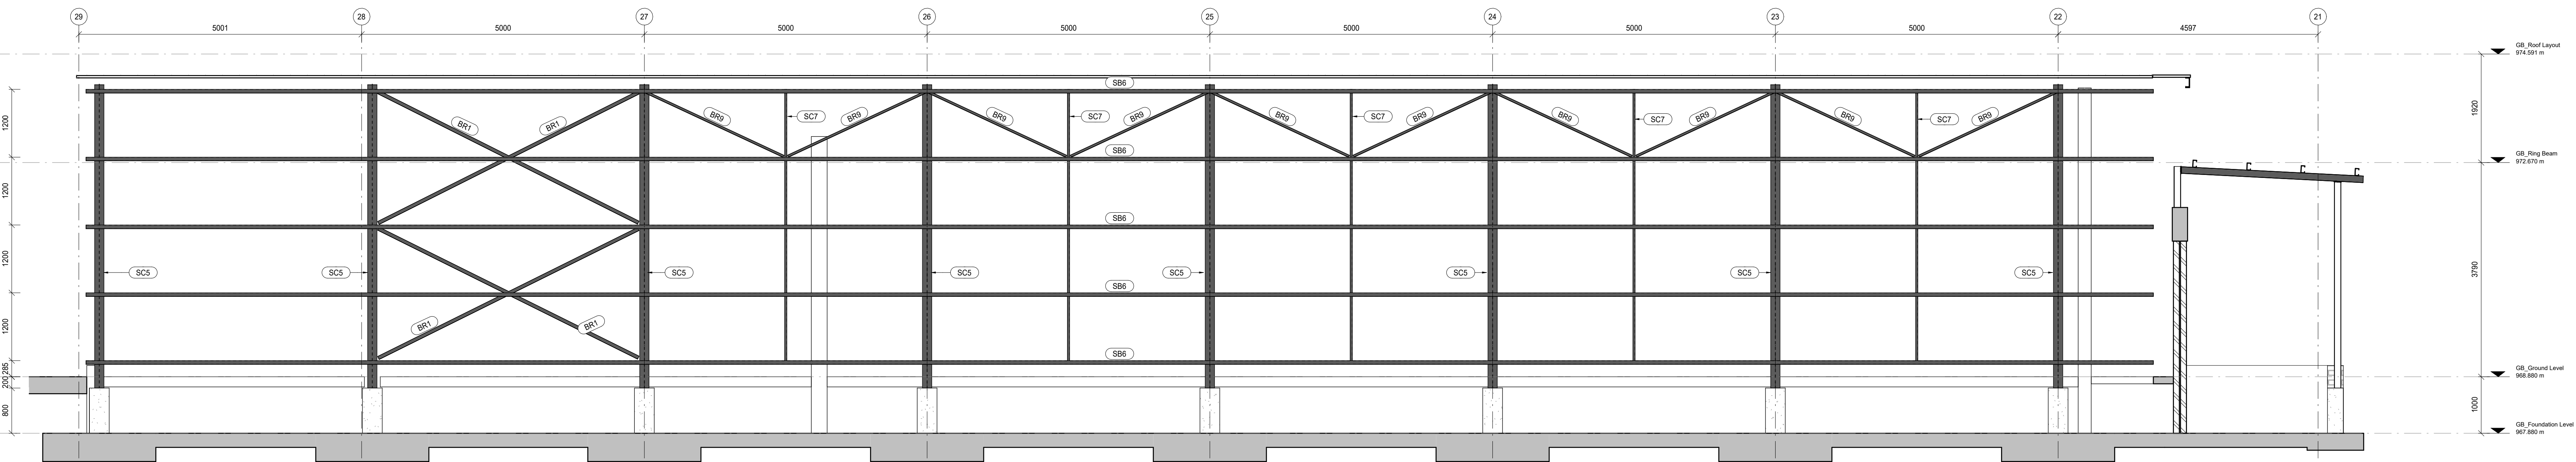 29 28 27 26 25 24 23 22 21
5001 5000 5000 5000 5000 5000 5000 5000 4597
GB_Roof Layout
974.591 m
SB6
1200 BR1 BR1 BR9 SC7 BR9 BR9 SC7 BR9 BR9 SC7 BR9 BR9 SC7 BR9 BR9 SC7 BR9 1920
SB6
GB_Ring Beam
972.670 m
1200
SB6
1200 SC5 SC5 SC5 SC5 SC5 SC5 SC5 SC5 3790
SB6
1200 BR1 BR1
SB6
285
GB_Ground Level
968.880 m
200
800 1000
GB_Foundation Level
967.880 m